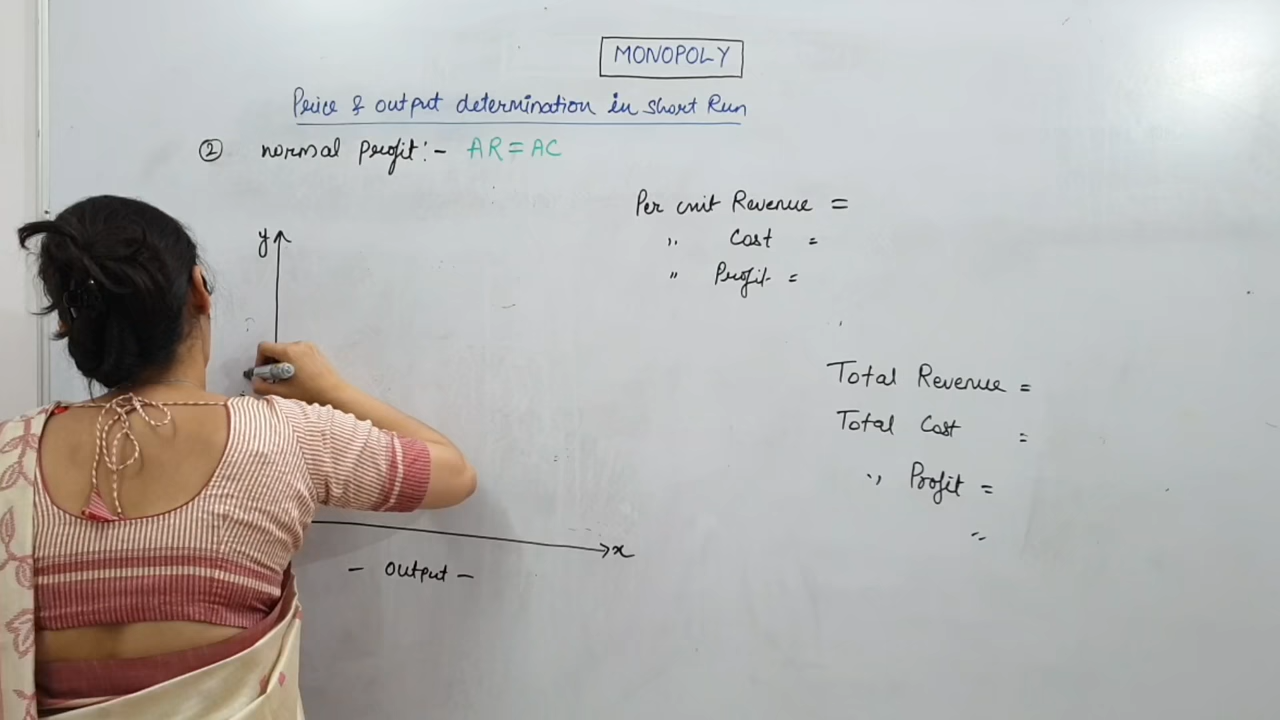 MONOPOLY
Price & output determination in short Run
② normal profit:- AR = AC
Per unit Revenue =
,, Cost =
,, Profit =
y
Total Revenue =
Total Cost =
,, Profit =
,,
x
- output -